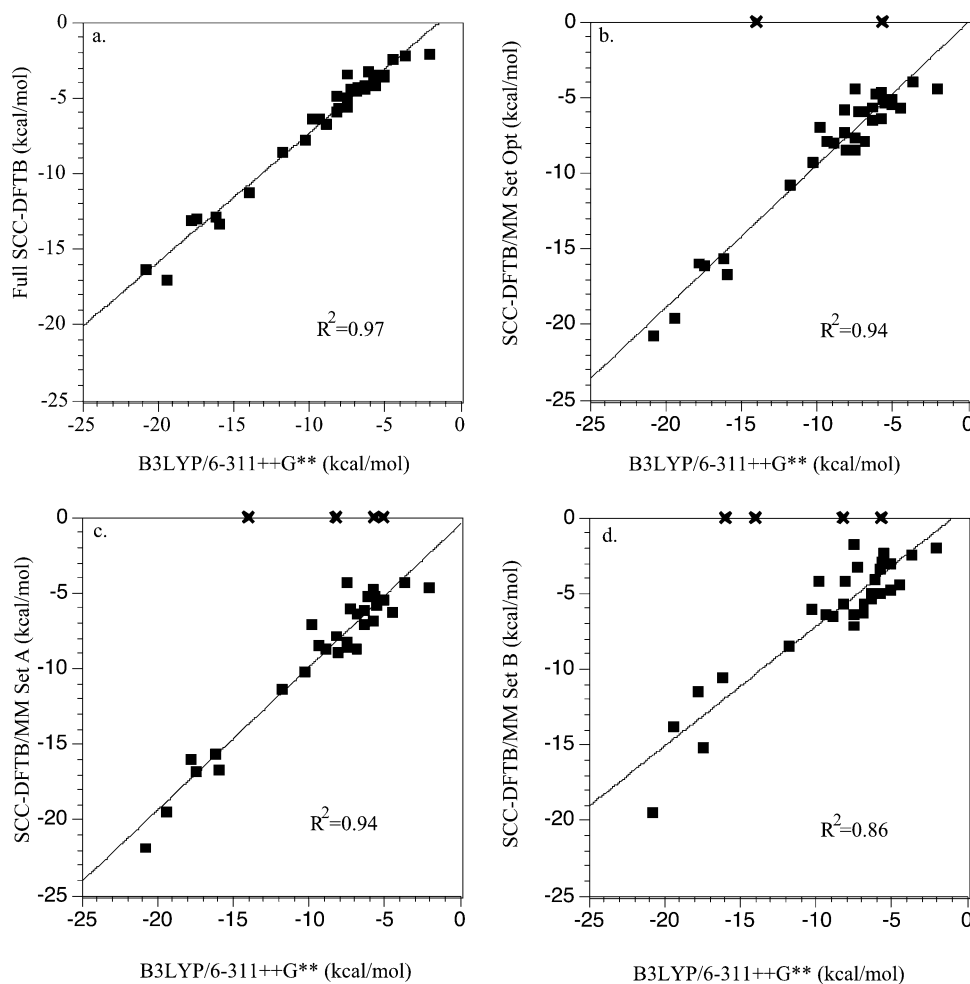 a.
Full SCC-DFTB (kcal/mol)
0
-5
-10
-15
-20
-25
R2=0.97
-25 -20 -15 -10 -5 0
B3LYP/6-311++G** (kcal/mol)
b.
SCC-DFTB/MM Set Opt (kcal/mol)
0
-5
-10
-15
-20
-25
R2=0.94
-25 -20 -15 -10 -5 0
B3LYP/6-311++G** (kcal/mol)
c.
SCC-DFTB/MM Set A (kcal/mol)
0
-5
-10
-15
-20
-25
R2=0.94
-25 -20 -15 -10 -5 0
B3LYP/6-311++G** (kcal/mol)
d.
SCC-DFTB/MM Set B (kcal/mol)
0
-5
-10
-15
-20
-25
R2=0.86
-25 -20 -15 -10 -5 0
B3LYP/6-311++G** (kcal/mol)